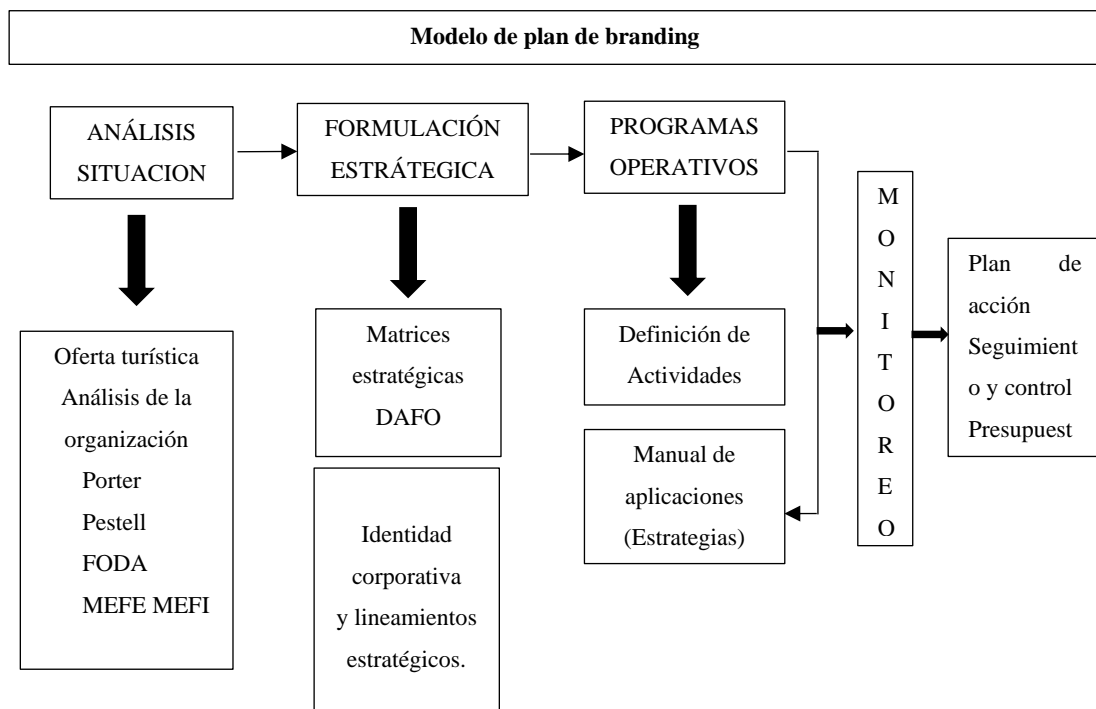 Modelo de plan de branding
ANÁLISIS
SITUACION
FORMULACIÓN
ESTRÁTEGICA
PROGRAMAS
OPERATIVOS
Oferta turística
Análisis de la
organización
Porter
Pestell
FODA
MEFE MEFI
Matrices
estratégicas
DAFO
Identidad
corporativa
y lineamientos
estratégicos.
Definición de
Actividades
Manual de
aplicaciones
(Estrategias)
M
O
N
I
T
O
R
E
O
Plan de
acción
Seguimient
o y control
Presupuest